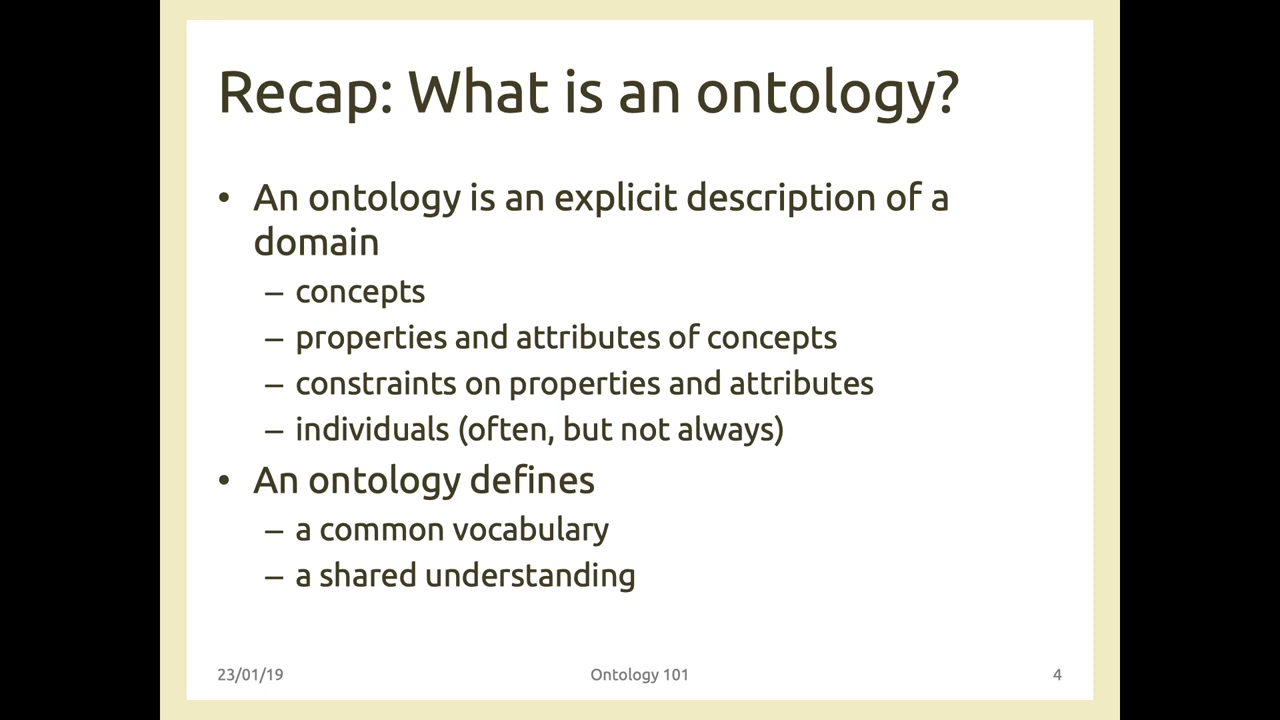 Recap: What is an ontology?
• An ontology is an explicit description of a
domain
– concepts
– properties and attributes of concepts
– constraints on properties and attributes
– individuals (often, but not always)
• An ontology defines
– a common vocabulary
– a shared understanding
23/01/19 Ontology 101 4